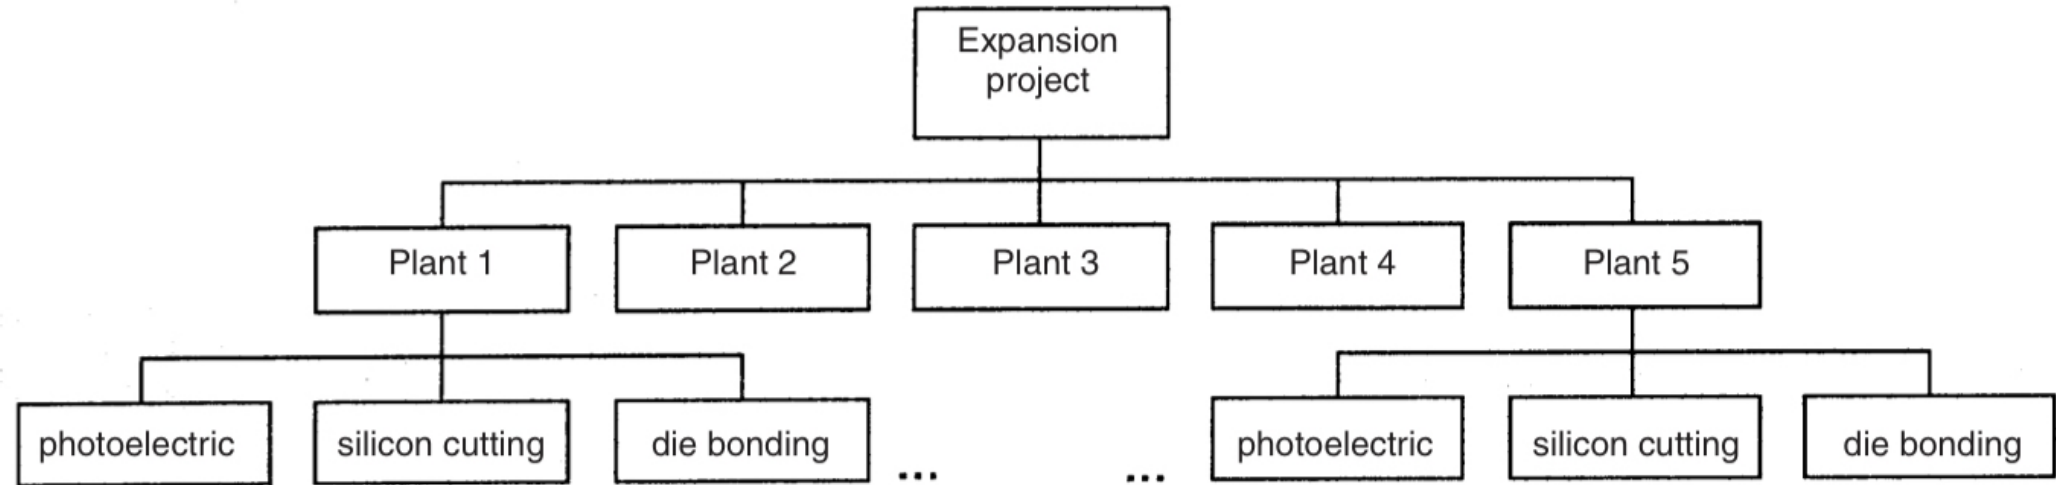 Expansion
project
Plant 1
Plant 2
Plant 3
Plant 4
Plant 5
photoelectric
silicon cutting
die bonding
...
...
photoelectric
silicon cutting
die bonding